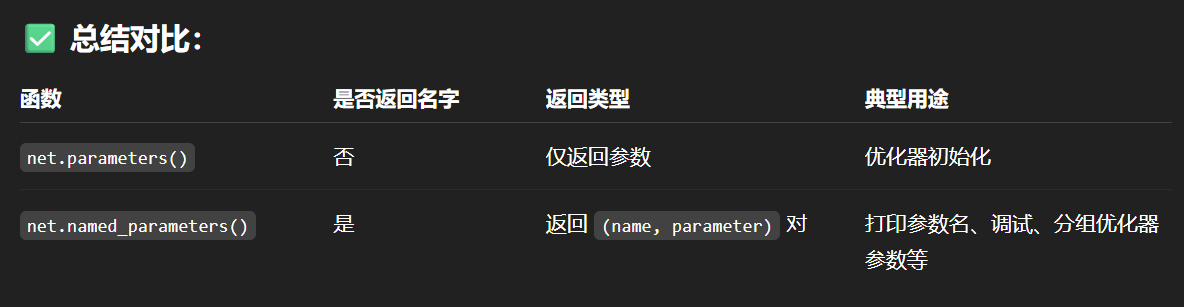 ✅ 总结对比：
函数 是否返回名字 返回类型 典型用途
net.parameters() 否 仅返回参数 优化器初始化
net.named_parameters() 是 返回 (name, parameter) 对 打印参数名、调试、分组优化器
参数等